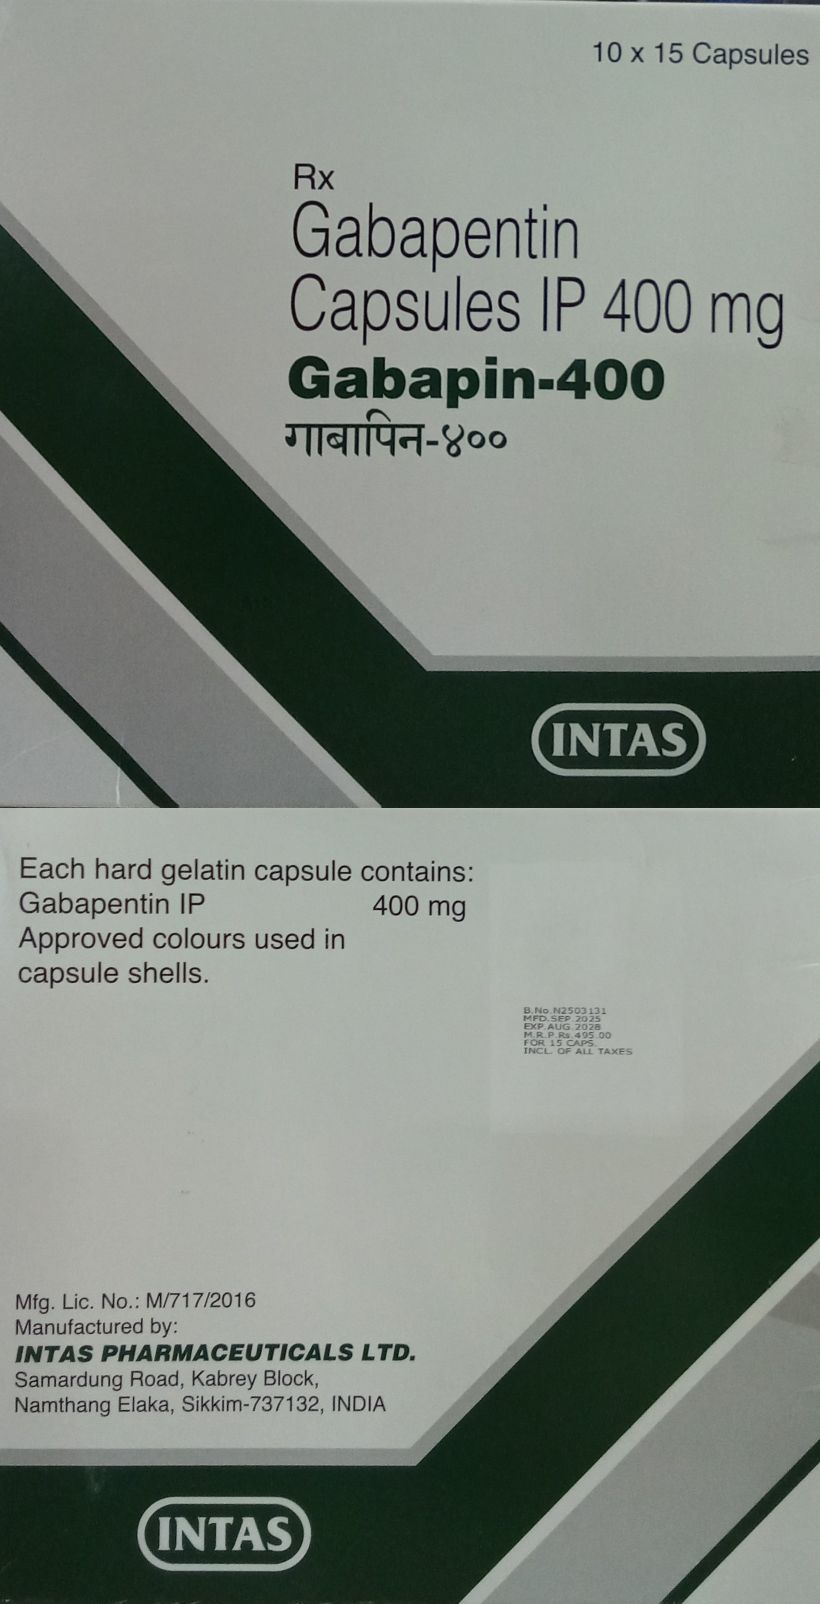 10 x 15 Capsules
Rx
Gabapentin
Capsules IP 400 mg
Gabapin-400
गाबापिन-४००
INTAS
Each hard gelatin capsule contains:
Gabapentin IP 400 mg
Approved colours used in
capsule shells.
B.No.N2503131
MFD.SEP.2025
EXP.AUG.2028
M.R.P.Rs.495.00
FOR 15 CAPS.
INCL. OF ALL TAXES
Mfg. Lic. No.: M/717/2016
Manufactured by:
INTAS PHARMACEUTICALS LTD.
Samardung Road, Kabrey Block,
Namthang Elaka, Sikkim-737132, INDIA
INTAS